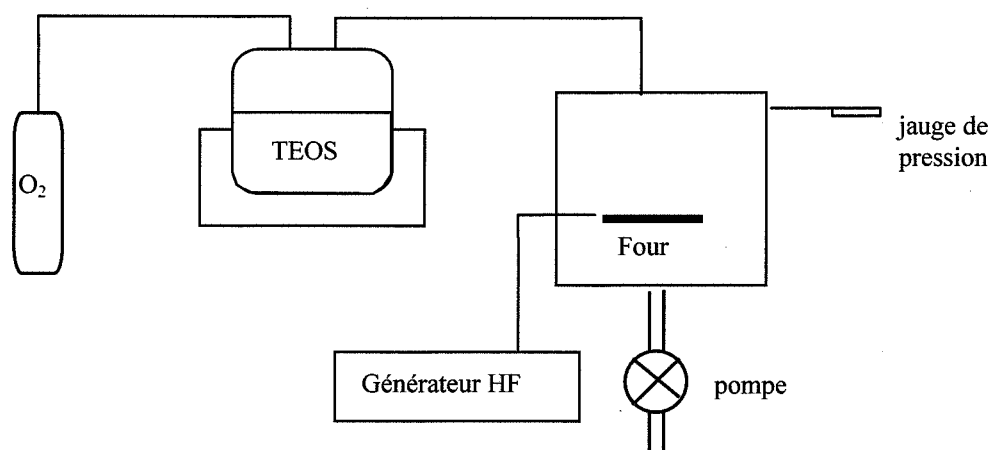 O₂
TEOS
jauge de
pression
Four
Générateur HF
pompe